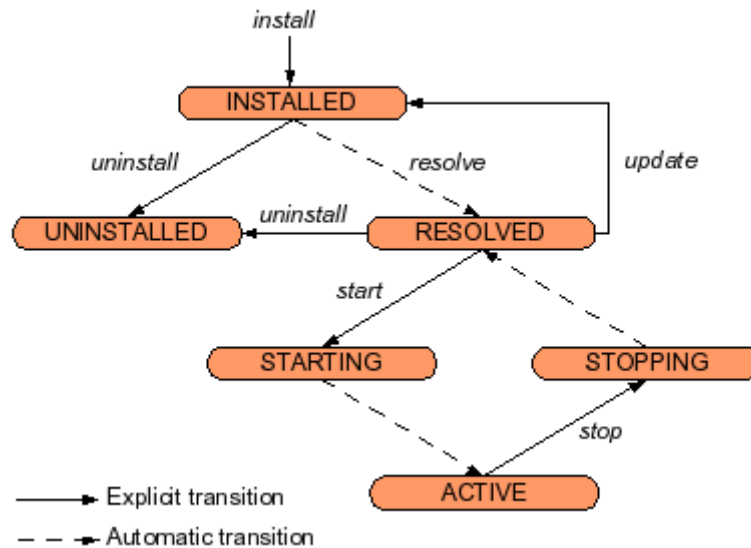 install
INSTALLED
uninstall
resolve
update
UNINSTALLED
uninstall
RESOLVED
start
STARTING
STOPPING
stop
ACTIVE
Explicit transition
Automatic transition